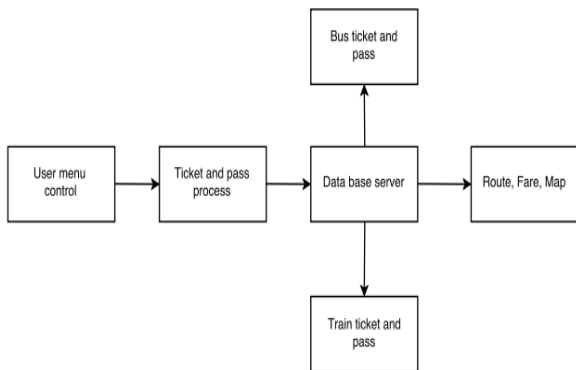 Bus ticket and
pass
User menu
control
Ticket and pass
process
Data base server
Route, Fare, Map
Train ticket and
pass